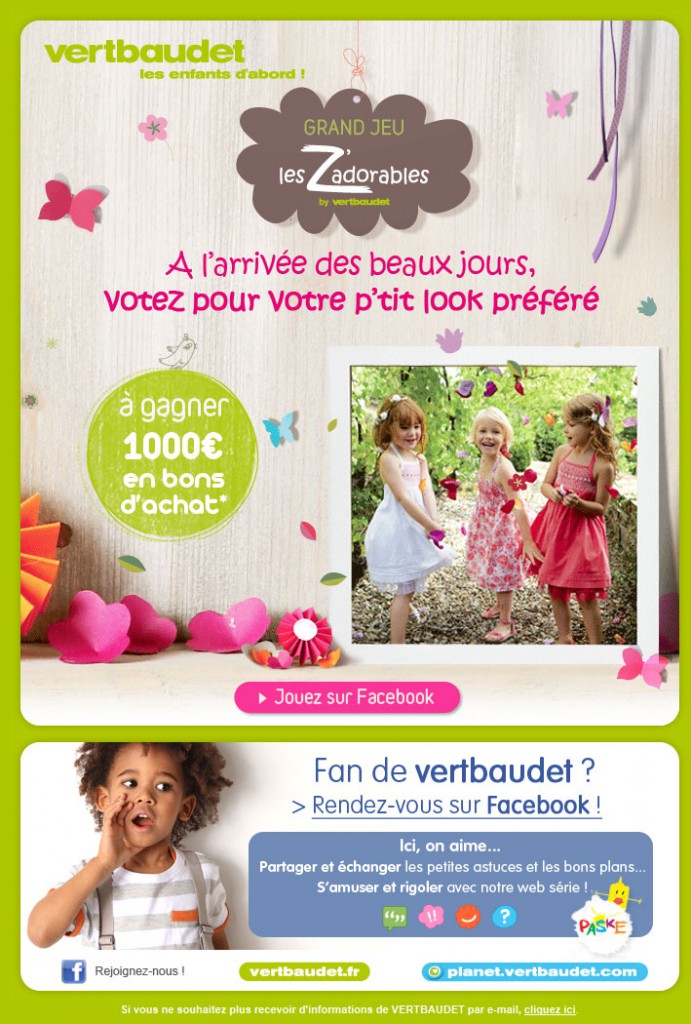 vertbaudet
les enfants d'abord !
GRAND JEU
les Z'adorables
by vertbaudet
A l'arrivée des beaux jours,
votez pour votre p'tit look préféré
à gagner
1000€
en bons
d'achat*
Jouez sur Facebook
Fan de vertbaudet ?
> Rendez-vous sur Facebook !
Ici, on aime...
Partager et échanger les petites astuces et les bons plans...
S'amuser et rigoler avec notre web série !
PASKE
Rejoignez-nous !
vertbaudet.fr
planet.vertbaudet.com
Si vous ne souhaitez plus recevoir d'informations de VERTBAUDET par e-mail, cliquez ici.